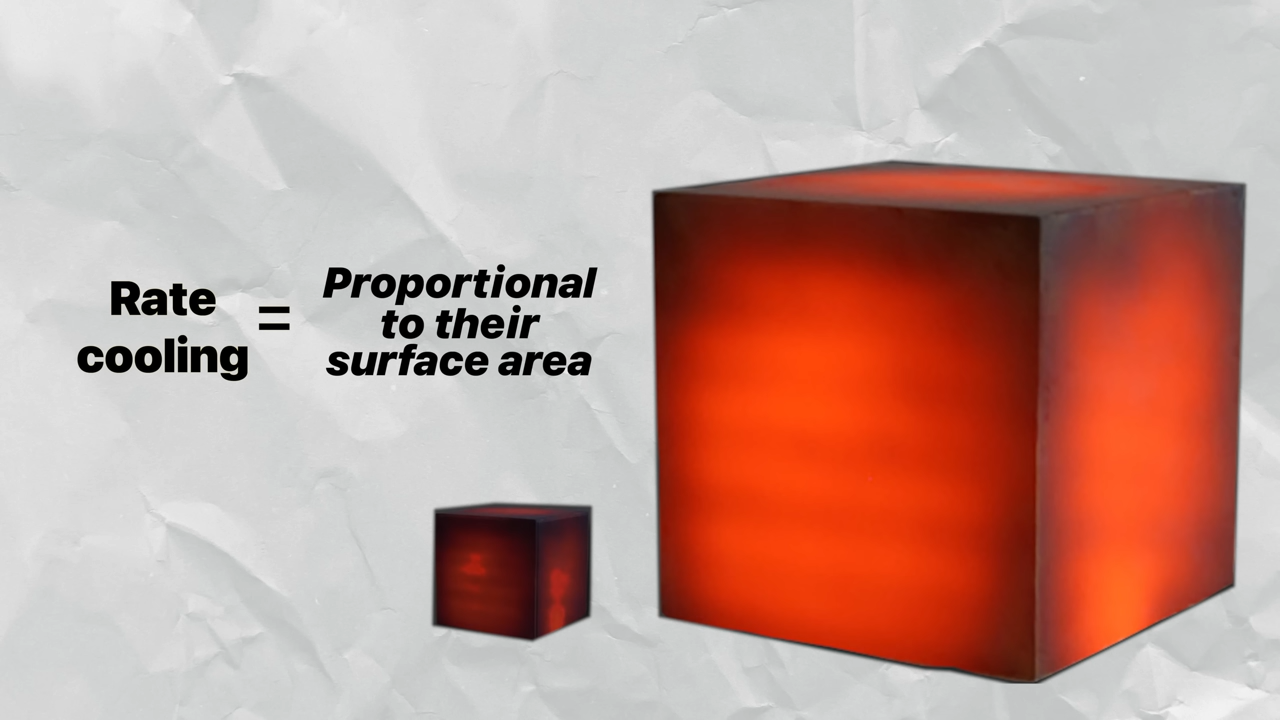 Rate
cooling
=
Proportional
to their
surface area